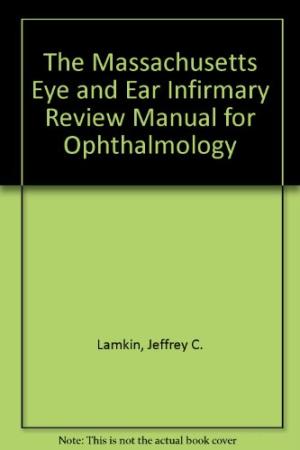 The Massachusetts
Eye and Ear Infirmary
Review Manual for
Ophthalmology
Lamkin, Jeffrey C.
Note: This is not the actual book cover